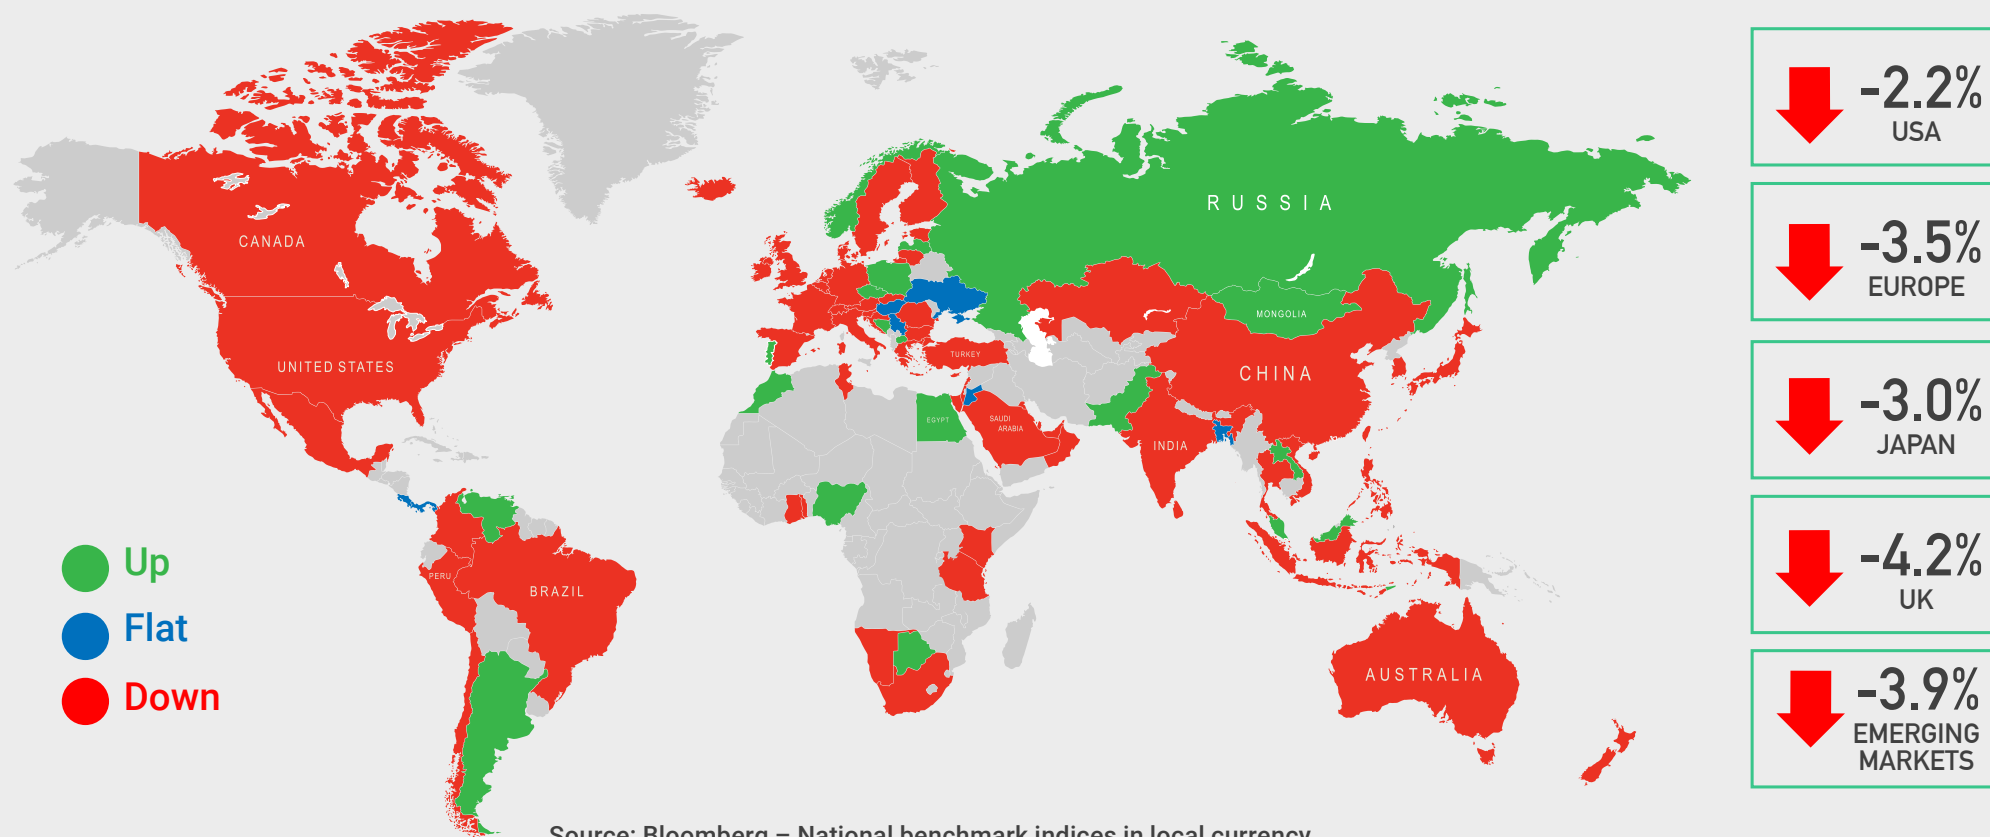 RUSSIA
CANADA
MONGOLIA
UNITED STATES
TURKEY
CHINA
EGYPT
SAUDI
ARABIA
INDIA
PERU
BRAZIL
AUSTRALIA
Up
Flat
Down
-2.2%
USA
-3.5%
EUROPE
-3.0%
JAPAN
-4.2%
UK
-3.9%
EMERGING
MARKETS
Source: Bloomberg – National benchmark indices in local currency